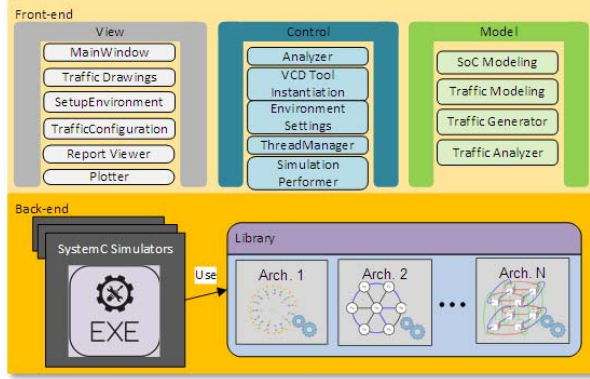 Front-end
View
MainWindow
Traffic Drawings
SetupEnvironment
TrafficConfiguration
Report Viewer
Plotter
Control
Analyzer
VCD Tool
Instantiation
Environment
Settings
ThreadManager
Simulation
Performer
Model
SoC Modeling
Traffic Modeling
Traffic Generator
Traffic Analyzer
Back-end
SystemC Simulators
EXE
Use
Library
Arch. 1
Arch. 2
Arch. N